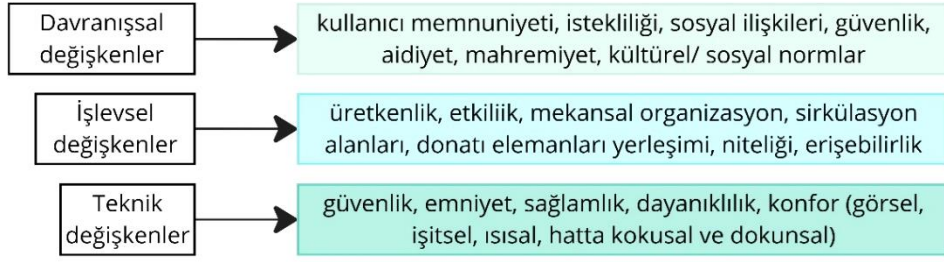 Davranışsal
değişkenler
kullanıcı memnuniyeti, istekliliği, sosyal ilişkileri, güvenlik,
aidiyet, mahremiyet, kültürel/ sosyal normlar
İşlevsel
değişkenler
üretkenlik, etkiliik, mekansal organizasyon, sirkülasyon
alanları, donatı elemanları yerleşimi, niteliği, erişebilirlik
Teknik
değişkenler
güvenlik, emniyet, sağlamlık, dayanıklılık, konfor (görsel,
işitsel, ısısal, hatta kokusal ve dokunsal)